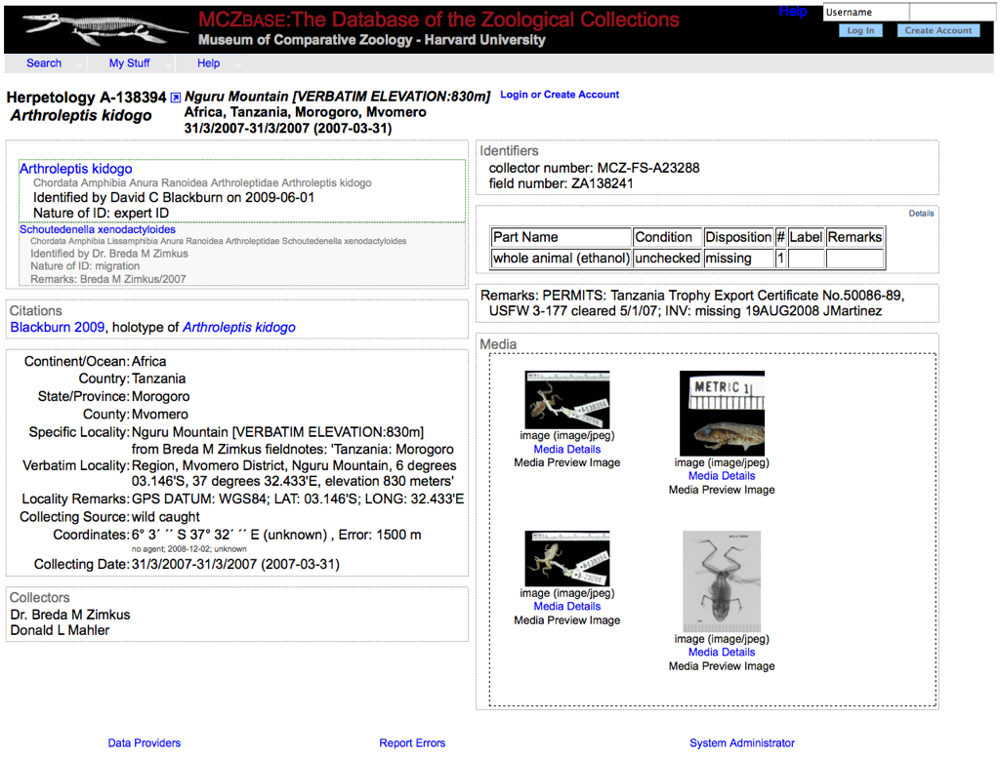 MCZBASE:The Database of the Zoological Collections
Museum of Comparative Zoology - Harvard University
Help
Username
Log In
Create Account
Search
My Stuff
Help
Herpetology A-138394
Arthroleptis kidogo
Nguru Mountain [VERBATIM ELEVATION:830m]
Africa, Tanzania, Morogoro, Mvomero
31/3/2007-31/3/2007 (2007-03-31)
Login or Create Account
Arthroleptis kidogo
Chordata Amphibia Anura Ranoidea Arthroleptidae Arthroleptis kidogo
Identified by David C Blackburn on 2009-06-01
Nature of ID: expert ID
Schoutedenella xenodactyloides
Chordata Amphibia Lissamphibia Anura Ranoidea Arthroleptidae Schoutedenella xenodactyloides
Identified by Dr. Breda M Zimkus
Nature of ID: migration
Remarks: Breda M Zimkus/2007
Citations
Blackburn 2009, holotype of Arthroleptis kidogo
Continent/Ocean: Africa
Country: Tanzania
State/Province: Morogoro
County: Mvomero
Specific Locality: Nguru Mountain [VERBATIM ELEVATION:830m]
from Breda M Zimkus fieldnotes: 'Tanzania: Morogoro
Verbatim Locality: Region, Mvomero District, Nguru Mountain, 6 degrees
03.146'S, 37 degrees 32.433'E, elevation 830 meters'
Locality Remarks: GPS DATUM: WGS84; LAT: 03.146'S; LONG: 32.433'E
Collecting Source: wild caught
Coordinates: 6° 3´ ´´ S 37° 32´ ´´ E (unknown) , Error: 1500 m
no agent; 2008-12-02; unknown
Collecting Date: 31/3/2007-31/3/2007 (2007-03-31)
Collectors
Dr. Breda M Zimkus
Donald L Mahler
Identifiers
collector number: MCZ-FS-A23288
field number: ZA138241
Details
Part Name Condition Disposition # Label Remarks
whole animal (ethanol) unchecked missing 1
Remarks: PERMITS: Tanzania Trophy Export Certificate No.50086-89,
USFW 3-177 cleared 5/1/07; INV: missing 19AUG2008 JMartinez
Media
METRIC 1
image (image/jpeg)
Media Details
Media Preview Image
image (image/jpeg)
Media Details
Media Preview Image
A-138394
image (image/jpeg)
Media Details
Media Preview Image
image (image/jpeg)
Media Details
Media Preview Image
Data Providers
Report Errors
System Administrator